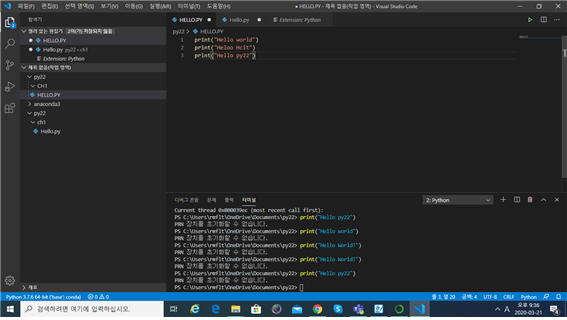 파일(F) 편집(E) 선택 영역(S) 보기(V) 이동(G) 실행(R) 터미널(T) 도움말(H) ● HELLO.PY - 제목 없음(작업 영역) - Visual Studio Code
탐색기
열려 있는 편집기 2개(가) 저장되지 않음
HELLO.PY
Hello.py py22 • ch1
Extension: Python
제목 없음(작업 영역)
py22
CH1
HELLO.PY
anaconda3
py22
ch1
Hello.py
개요
HELLO.PY Hello.py Extension: Python
py22 > HELLO.PY
1 print("Hello world")
2 print("Heloo Hcit")
3 print("Hello py22")
디버그 콘솔 문제 출력 터미널 2: Python
Current thread 0x000039ec (most recent call first):
PS C:\Users\rmflt\OneDrive\Documents\py22> print("Hello py22")
PRN 장치를 초기화할 수 없습니다.
PS C:\Users\rmflt\OneDrive\Documents\py22> print("Hello world")
PRN 장치를 초기화할 수 없습니다.
PS C:\Users\rmflt\OneDrive\Documents\py22> print("Hello World!")
PRN 장치를 초기화할 수 없습니다.
PS C:\Users\rmflt\OneDrive\Documents\py22> print("Hello World!")
PRN 장치를 초기화할 수 없습니다.
PS C:\Users\rmflt\OneDrive\Documents\py22> print("Hello py22")
PRN 장치를 초기화할 수 없습니다.
PS C:\Users\rmflt\OneDrive\Documents\py22>
Python 3.7.6 64-bit ('base': conda) 0 0 줄 3, 열 20 공백: 4 UTF-8 CRLF Python
검색하려면 여기에 입력하십시오.
오후 9:36
2020-03-21